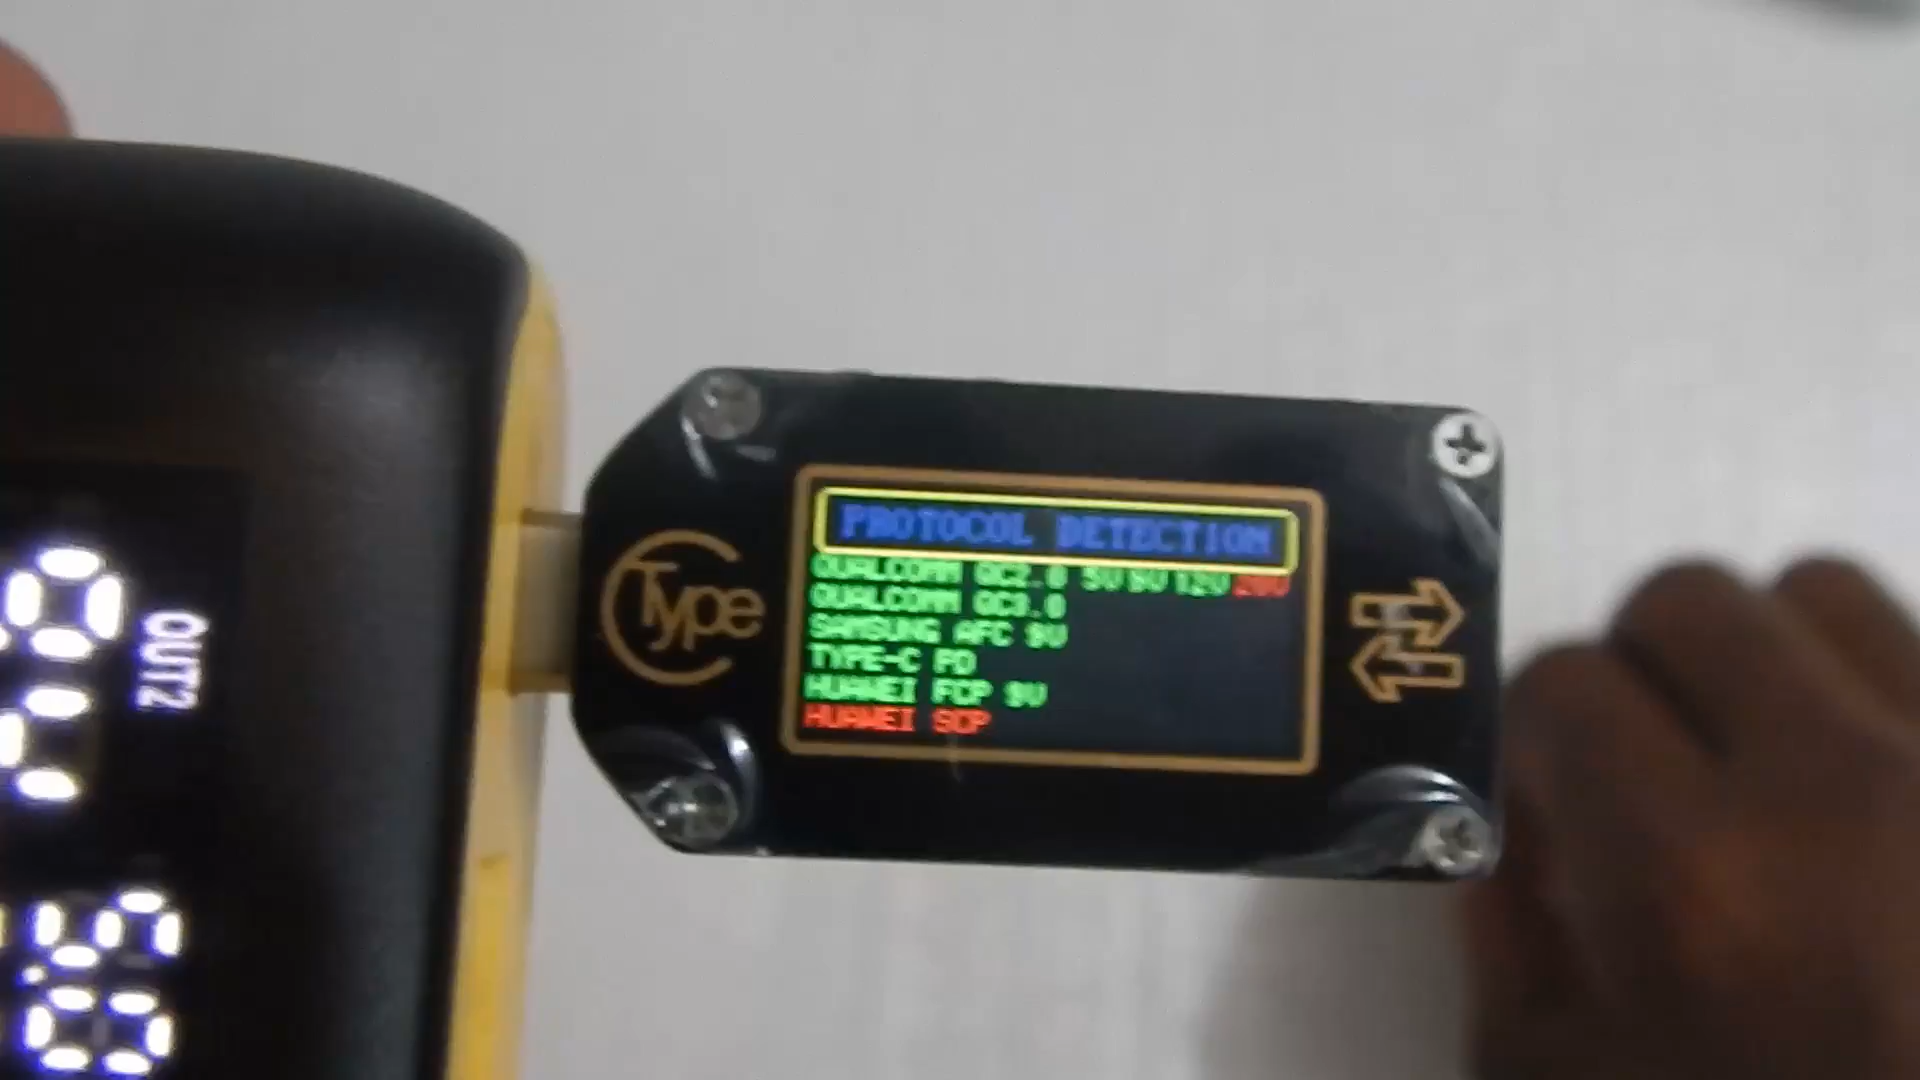 PROTOCOL DETECTION
QUALCOMM QC2.0 5V 9V 12V 20V
QUALCOMM QC3.0
SAMSUNG AFC 9V
TYPE-C PD
HUAWEI FCP 9V
HUAWEI SCP
Type
OUT2